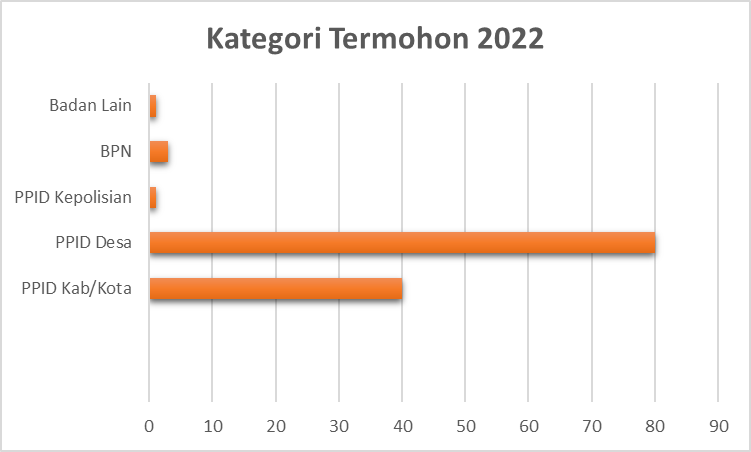 Kategori Termohon 2022
Badan Lain
BPN
PPID Kepolisian
PPID Desa
PPID Kab/Kota
0 10 20 30 40 50 60 70 80 90